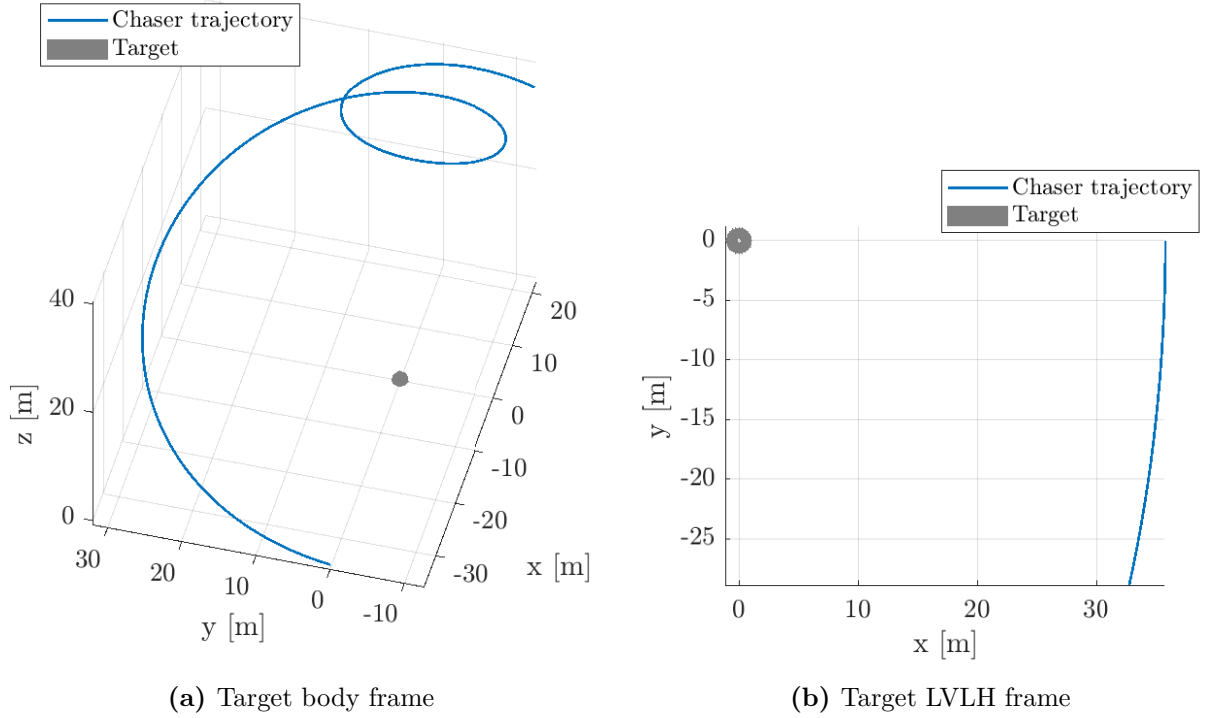 Chaser trajectory
Target
40
20
0
z [m]
30
20
10
0
-10
y [m]
20
10
0
-10
-20
-30
x [m]
(a) Target body frame
Chaser trajectory
Target
0
-5
-10
-15
-20
-25
y [m]
0
10
20
30
x [m]
(b) Target LVLH frame